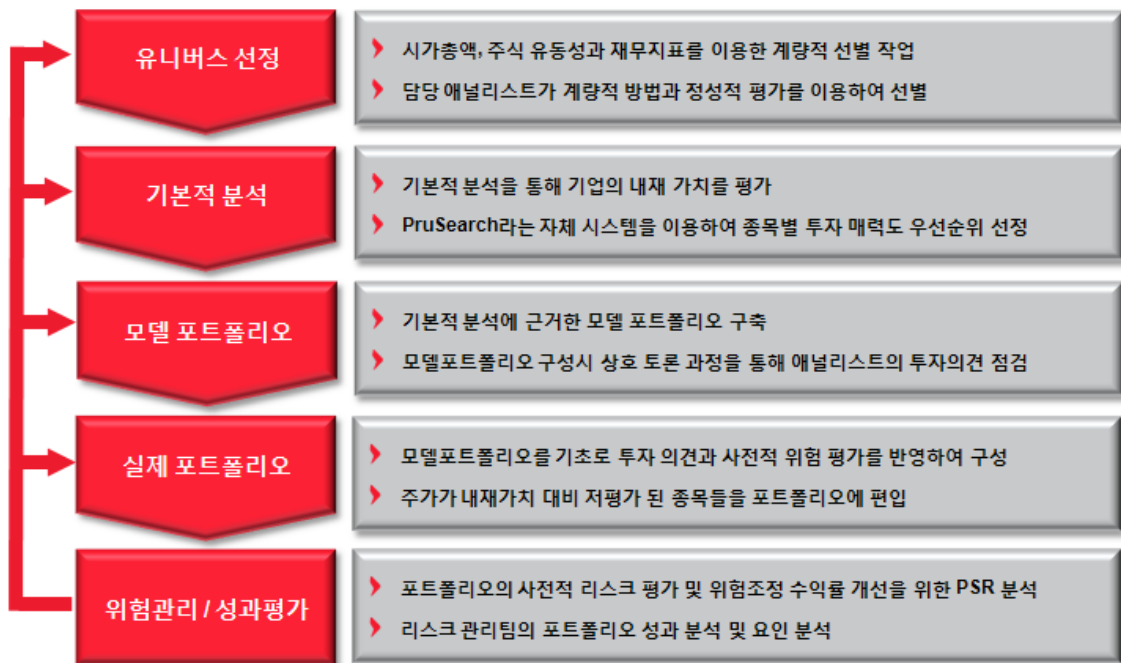 유니버스 선정
시가총액, 주식 유동성과 재무지표를 이용한 계량적 선별 작업
담당 애널리스트가 계량적 방법과 정성적 평가를 이용하여 선별
기본적 분석
기본적 분석을 통해 기업의 내재 가치를 평가
PruSearch라는 자체 시스템을 이용하여 종목별 투자 매력도 우선순위 선정
모델 포트폴리오
기본적 분석에 근거한 모델 포트폴리오 구축
모델포트폴리오 구성시 상호 토론 과정을 통해 애널리스트의 투자의견 점검
실제 포트폴리오
모델포트폴리오를 기초로 투자 의견과 사전적 위험 평가를 반영하여 구성
주가가 내재가치 대비 저평가 된 종목들을 포트폴리오에 편입
위험관리 / 성과평가
포트폴리오의 사전적 리스크 평가 및 위험조정 수익률 개선을 위한 PSR 분석
리스크 관리팀의 포트폴리오 성과 분석 및 요인 분석